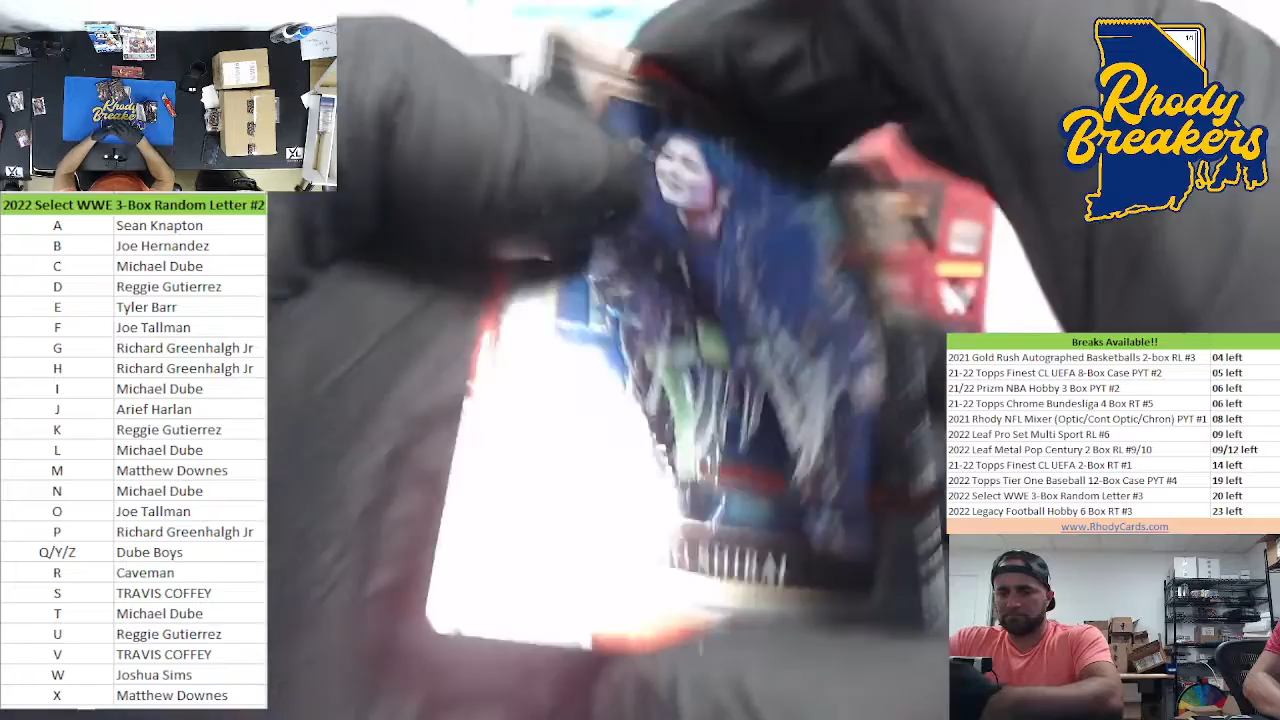 Rhody
Breakers
2022 Select WWE 3-Box Random Letter #2
A Sean Knapton
B Joe Hernandez
C Michael Dube
D Reggie Gutierrez
E Tyler Barr
F Joe Tallman
G Richard Greenhalgh Jr
H Richard Greenhalgh Jr
I Michael Dube
J Arief Harlan
K Reggie Gutierrez
L Michael Dube
M Matthew Downes
N Michael Dube
O Joe Tallman
P Richard Greenhalgh Jr
Q/Y/Z Dube Boys
R Caveman
S TRAVIS COFFEY
T Michael Dube
U Reggie Gutierrez
V TRAVIS COFFEY
W Joshua Sims
X Matthew Downes
Rhody
Breakers
Breaks Available!!
2021 Gold Rush Autographed Basketballs 2-box RL #3 04 left
21-22 Topps Finest CL UEFA 8-Box Case PYT #2 05 left
21/22 Prizm NBA Hobby 3 Box PYT #2 06 left
21-22 Topps Chrome Bundesliga 4 Box RT #5 06 left
2021 Rhody NFL Mixer (Optic/Cont Optic/Chron) PYT #1 08 left
2022 Leaf Pro Set Multi Sport RL #6 09 left
2022 Leaf Metal Pop Century 2 Box RL #9/10 09/12 left
21-22 Topps Finest CL UEFA 2-Box RT #1 14 left
2022 Topps Tier One Baseball 12-Box Case PYT #4 19 left
2022 Select WWE 3-Box Random Letter #3 20 left
2022 Legacy Football Hobby 6 Box RT #3 23 left
www.RhodyCards.com